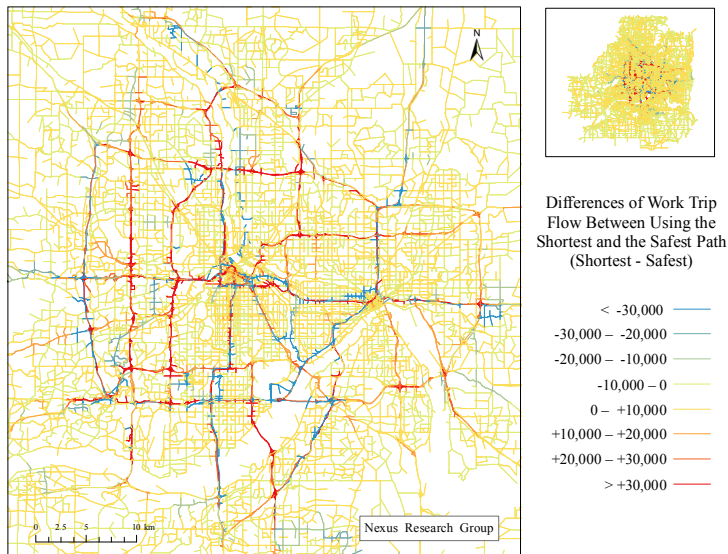 N
0 2.5 5 10 km
Nexus Research Group
Differences of Work Trip
Flow Between Using the
Shortest and the Safest Path
(Shortest - Safest)
< -30,000
-30,000 – -20,000
-20,000 – -10,000
-10,000 – 0
0 – +10,000
+10,000 – +20,000
+20,000 – +30,000
> +30,000